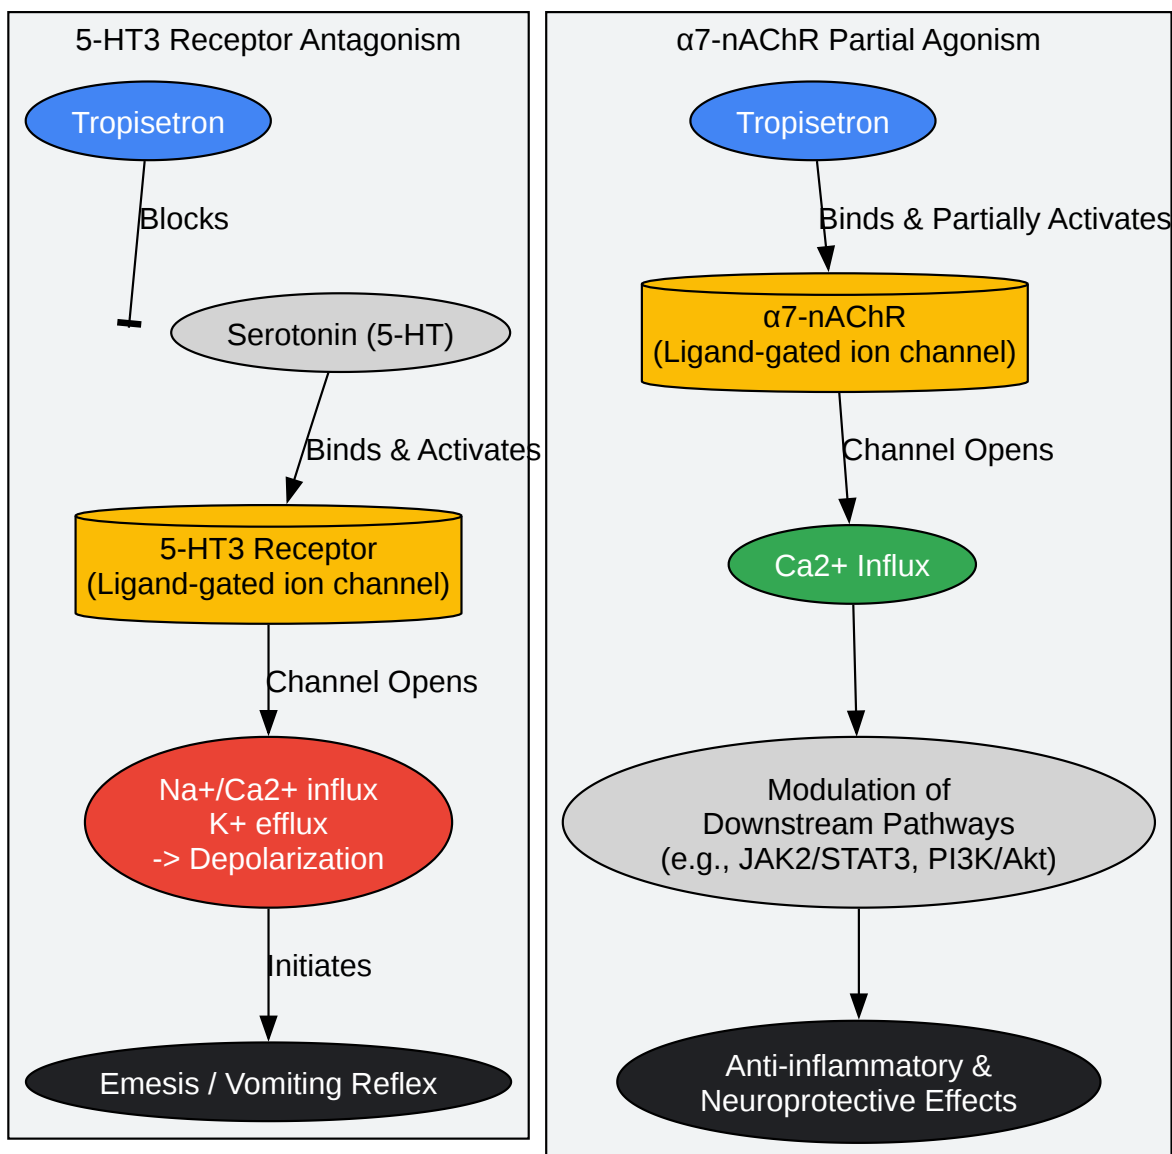 5-HT3 Receptor Antagonism
Tropisetron
Blocks
Serotonin (5-HT)
Binds & Activates
5-HT3 Receptor
(Ligand-gated ion channel)
Channel Opens
Na+/Ca2+ influx
K+ efflux
-> Depolarization
Initiates
Emesis / Vomiting Reflex
α7-nAChR Partial Agonism
Tropisetron
Binds & Partially Activates
α7-nAChR
(Ligand-gated ion channel)
Channel Opens
Ca2+ Influx
Modulation of
Downstream Pathways
(e.g., JAK2/STAT3, PI3K/Akt)
Anti-inflammatory &
Neuroprotective Effects